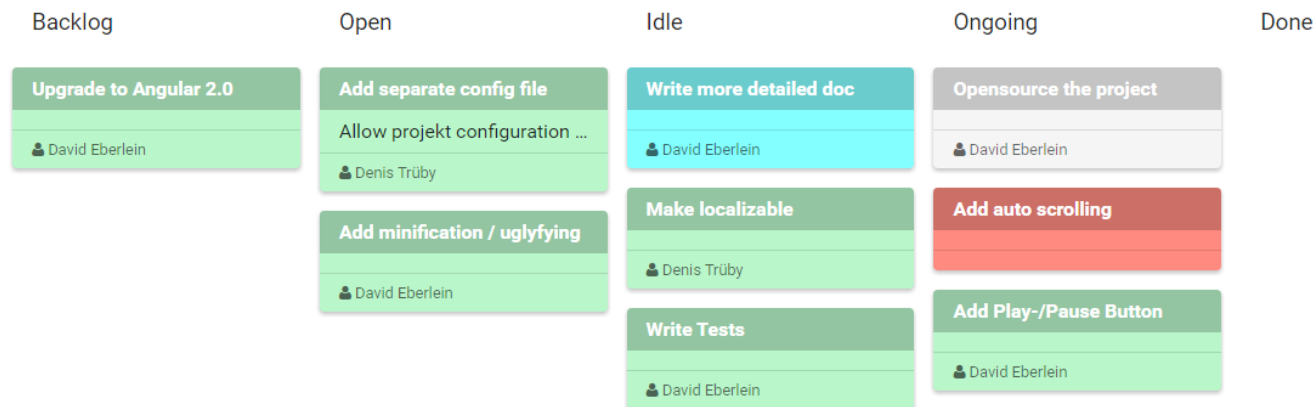 Backlog
Upgrade to Angular 2.0
David Eberlein
Open
Add separate config file
Allow projekt configuration ...
Denis Trüby
Add minification / uglyfying
David Eberlein
Idle
Write more detailed doc
David Eberlein
Make localizable
Denis Trüby
Write Tests
David Eberlein
Ongoing
Opensource the project
David Eberlein
Add auto scrolling
Add Play-/Pause Button
David Eberlein
Done